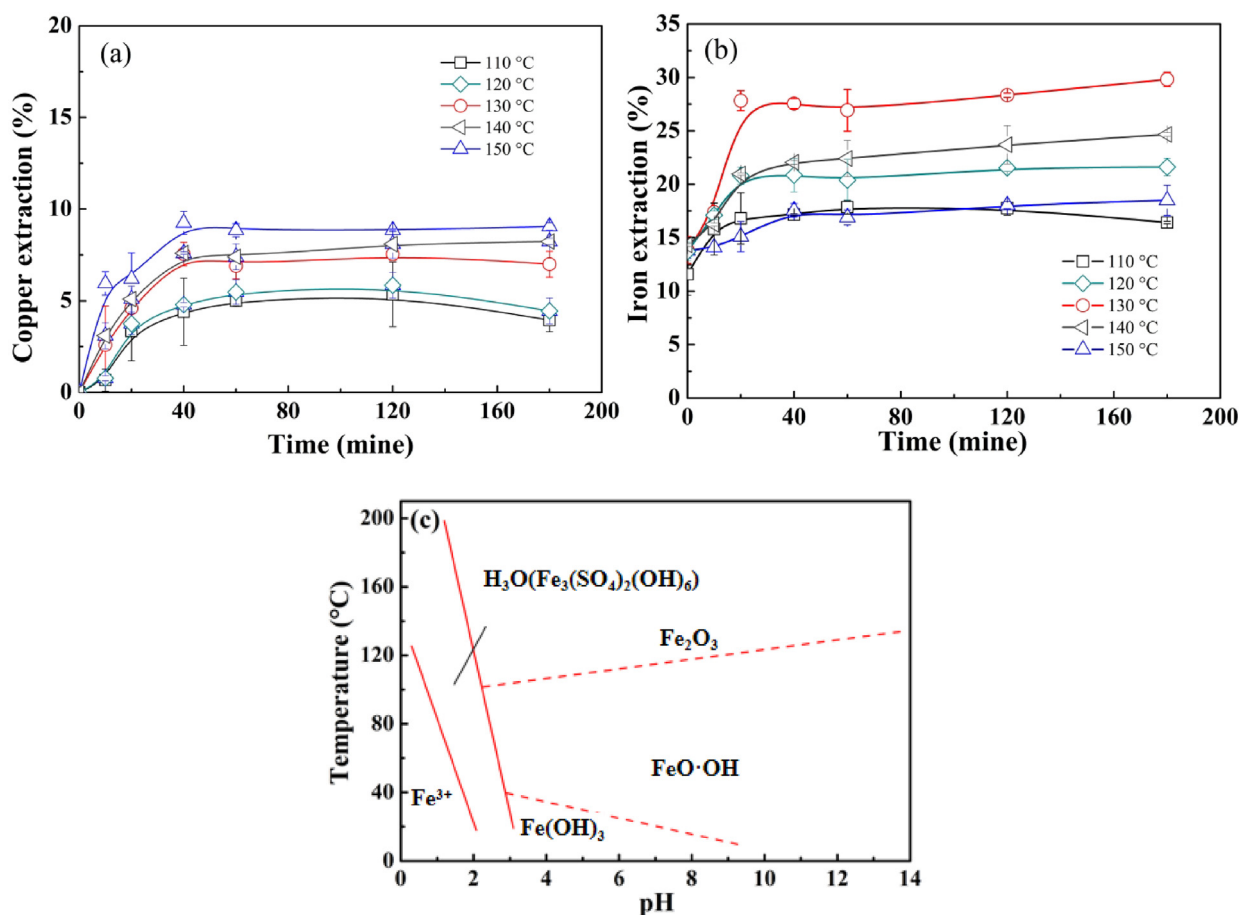 (a)
20
15
10
5
0
Copper extraction (%)
110 °C
120 °C
130 °C
140 °C
150 °C
0 40 80 120 160 200
Time (mine)
(b)
35
30
25
20
15
10
5
0
Iron extraction (%)
110 °C
120 °C
130 °C
140 °C
150 °C
0 40 80 120 160 200
Time (mine)
(c)
200
160
120
80
40
0
Temperature (°C)
H₃O(Fe₃(SO₄)₂(OH)₆)
Fe₂O₃
FeO·OH
Fe³⁺
Fe(OH)₃
0 2 4 6 8 10 12 14
pH